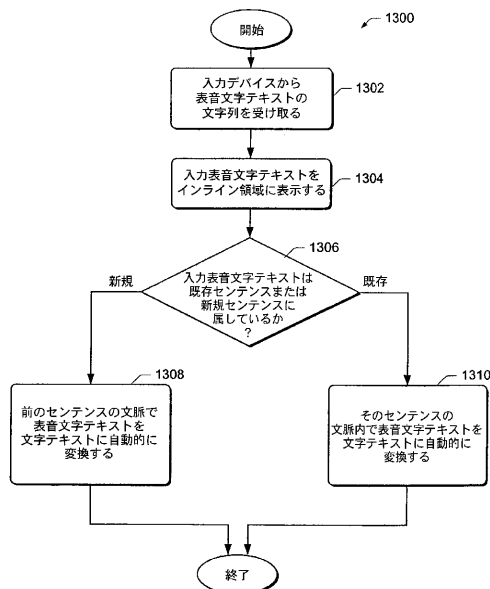 1300
開始
入力デバイスから
表音文字テキストの
文字列を受け取る
1302
入力表音文字テキストを
インライン領域に表示する
1304
1306
入力表音文字テキストは
既存センテンスまたは
新規センテンスに
属しているか
?
新規
既存
1308
前のセンテンスの文脈で
表音文字テキストを
文字テキストに自動的に
変換する
1310
そのセンテンスの
文脈内で表音文字テキストを
文字テキストに自動的に
変換する
終了